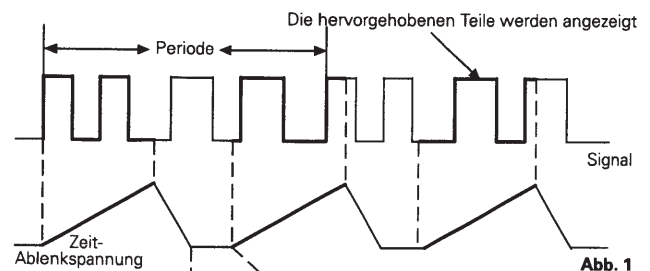 Die hervorgehobenen Teile werden angezeigt
Periode
Signal
Zeit-
Ablenkspannung
Abb. 1